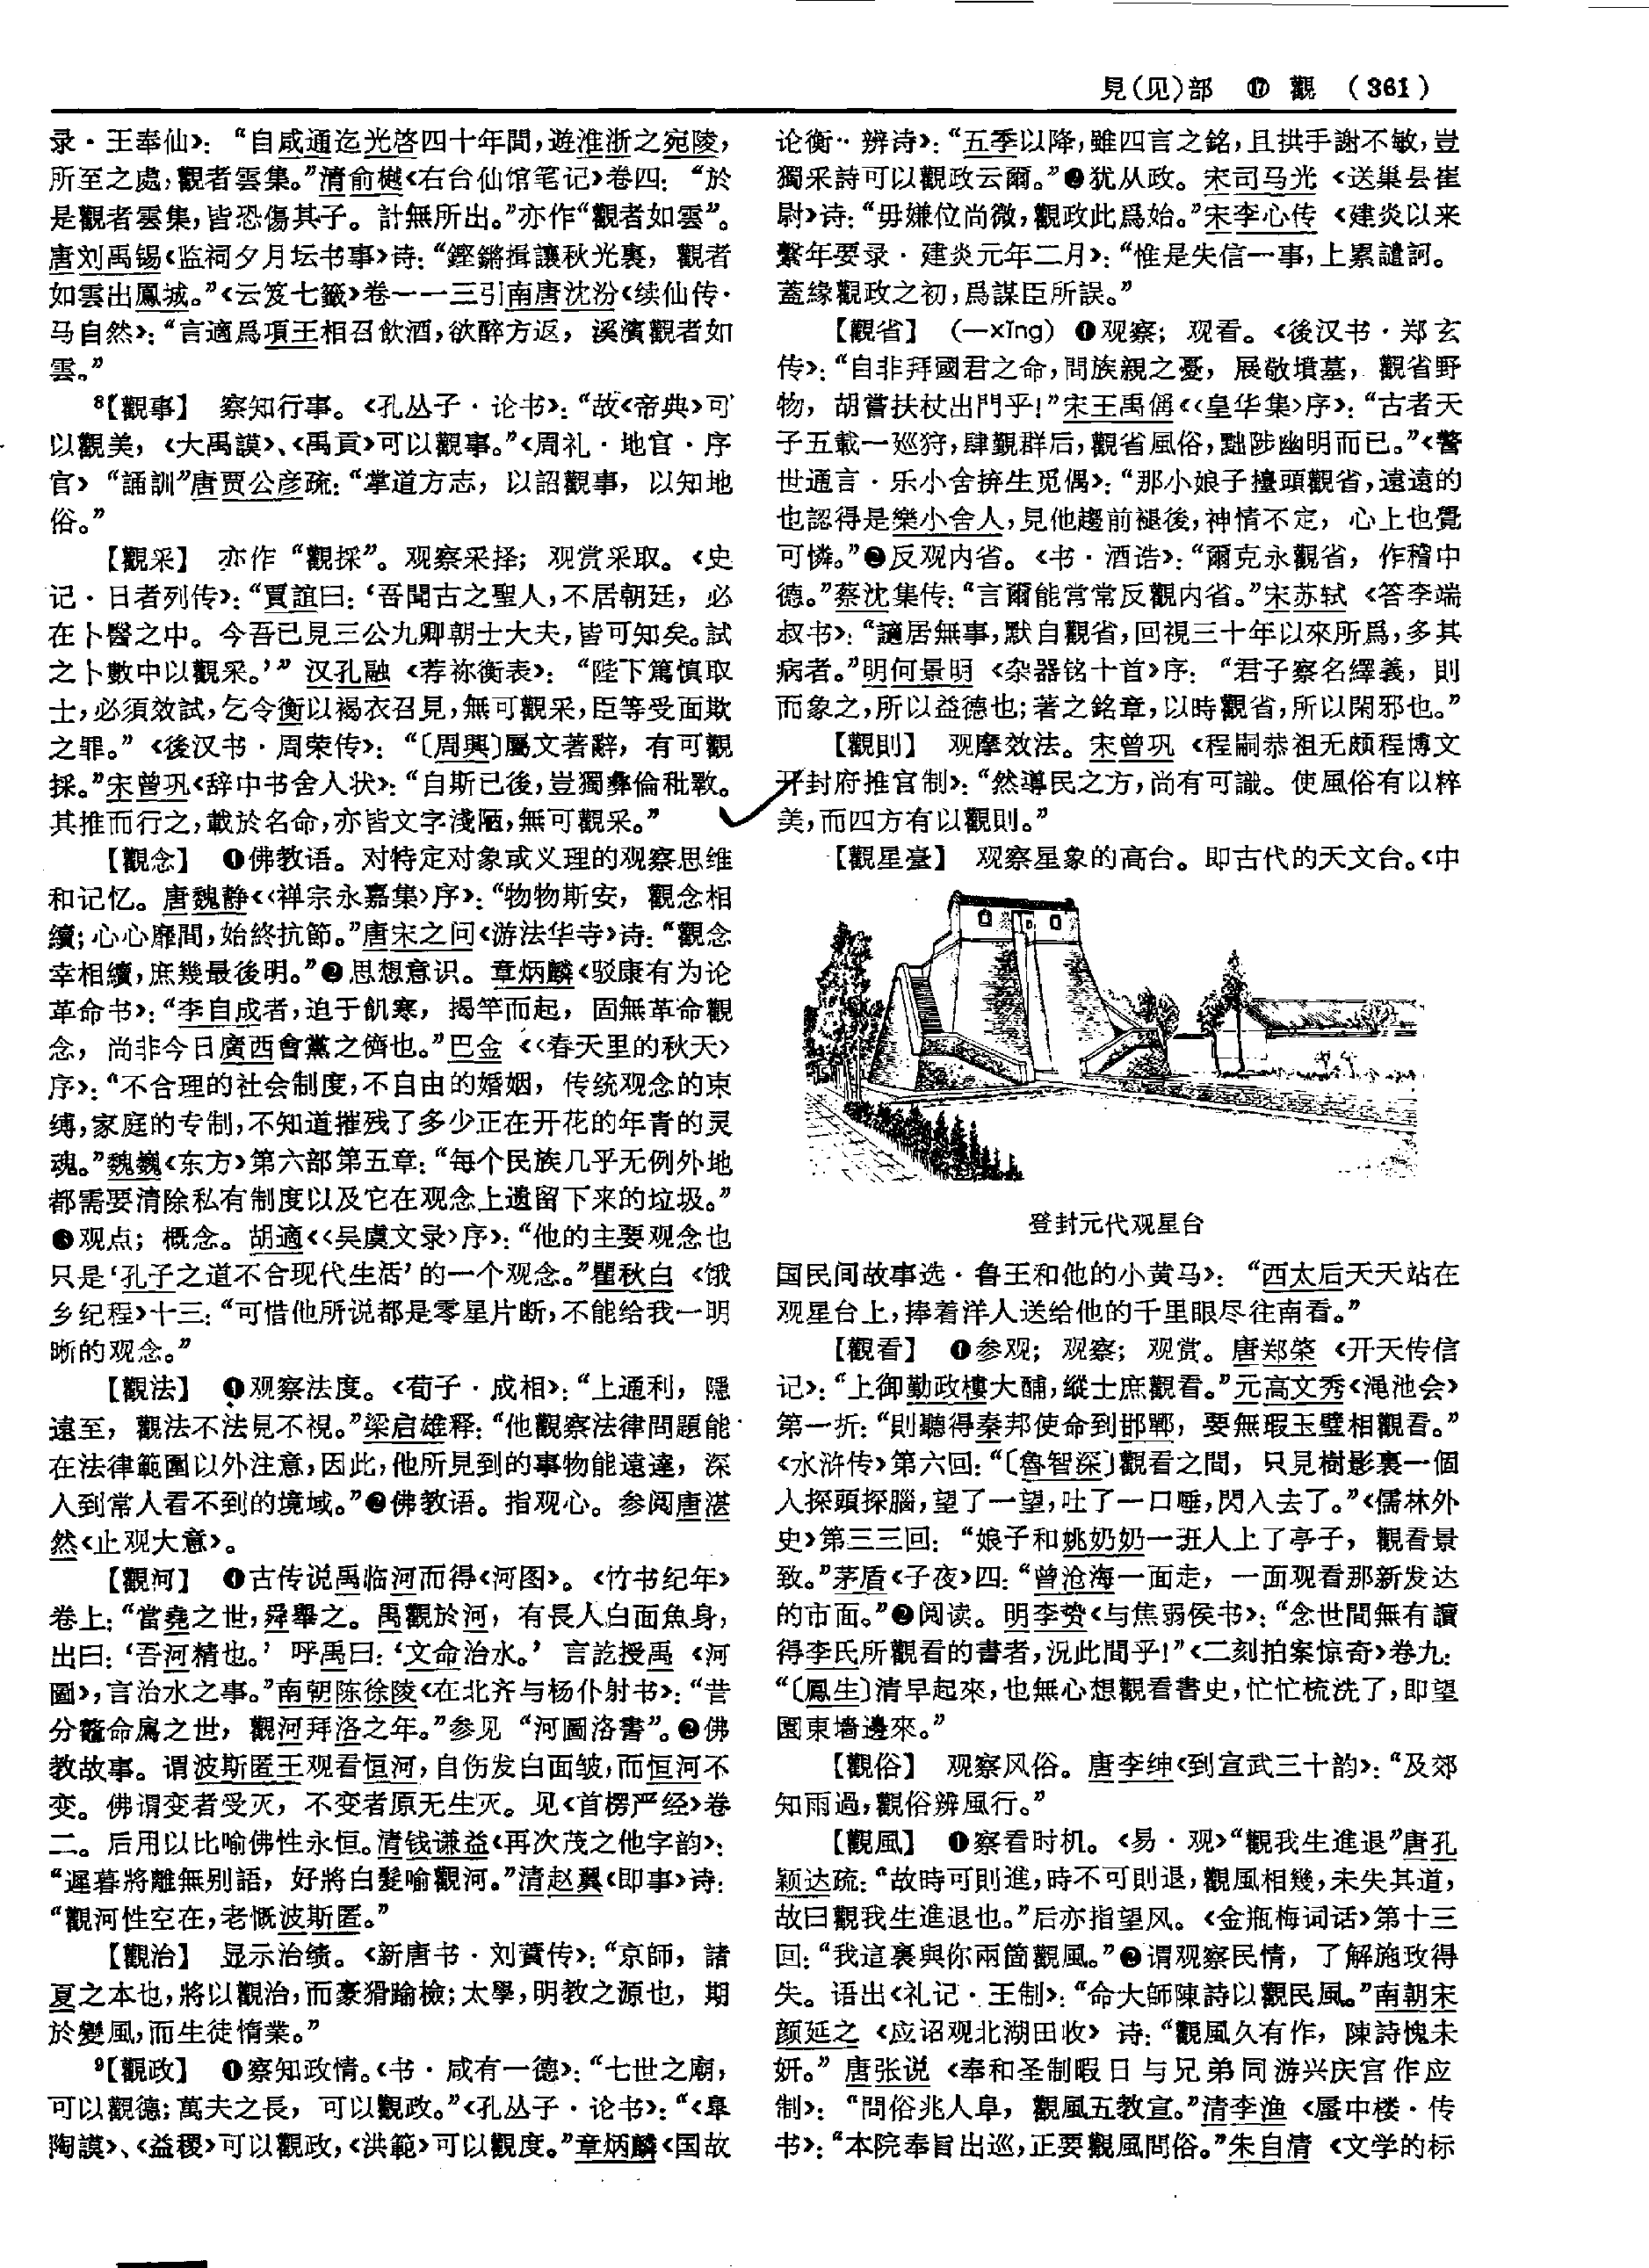 見(见)部 ⑰ 觀 (361)
录·王奉仙》：“自咸通迄光啓四十年間，遊淮浙之宛陵，
所至之處，觀者雲集。”清俞樾《右台仙馆笔记》卷四：“於
是觀者雲集，皆恐傷其子。計無所出。”亦作“觀者如雲”。
唐刘禹锡《监祠夕月坛书事》诗：“鏗鏘揖讓秋光裏，觀者
如雲出鳳城。”《云笈七籤》卷一一三引南唐沈汾《续仙传·
马自然》：“言適爲項王相召飲酒，欲醉方返，溪濱觀者如
雲。”
⁸【觀事】 察知行事。《孔丛子·论书》：“故《帝典》可
以觀美，《大禹謨》、《禹貢》可以觀事。”《周礼·地官·序
官》“誦訓”唐贾公彦疏：“掌道方志，以詔觀事，以知地
俗。”
【觀采】 亦作“觀採”。观察采择；观赏采取。《史
记·日者列传》：“賈誼曰：‘吾聞古之聖人，不居朝廷，必
在卜醫之中。今吾已見三公九卿朝士大夫，皆可知矣。試
之卜數中以觀采。’” 汉孔融《荐祢衡表》：“陛下篤慎取
士，必須效試，乞令衡以褐衣召見，無可觀采，臣等受面欺
之罪。”《後汉书·周荣传》：“〔周興〕屬文著辭，有可觀
採。”宋曾巩《辞中书舍人状》：“自斯已後，豈獨彝倫秕斁。
其推而行之，載於名命，亦皆文字淺陋，無可觀采。”
【觀念】 ❶佛教语。对特定对象或义理的观察思维
和记忆。唐魏静《〈禅宗永嘉集〉序》：“物物斯安，觀念相
續；心心靡間，始終抗節。”唐宋之问《游法华寺》诗：“觀念
幸相續，庶幾最後明。”❷思想意识。章炳麟《驳康有为论
革命书》：“李自成者，迫于飢寒，揭竿而起，固無革命觀
念，尚非今日廣西會黨之儕也。”巴金《〈春天里的秋天〉
序》：“不合理的社会制度，不自由的婚姻，传统观念的束
缚，家庭的专制，不知道摧残了多少正在开花的年青的灵
魂。”魏巍《东方》第六部第五章：“每个民族几乎无例外地
都需要清除私有制度以及它在观念上遗留下来的垃圾。”
❸观点；概念。胡適《〈吴虞文录〉序》：“他的主要观念也
只是‘孔子之道不合现代生活’的一个观念。”瞿秋白《饿
乡纪程》十三：“可惜他所说都是零星片断，不能给我一明
晰的观念。”
【觀法】 ❶观察法度。《荀子·成相》：“上通利，隱
遠至，觀法不法見不視。”梁启雄释：“他觀察法律問題能
在法律範圍以外注意，因此，他所見到的事物能遠達，深
入到常人看不到的境域。”❷佛教语。指观心。参阅唐湛
然《止观大意》。
【觀河】 ❶古传说禹临河而得《河图》。《竹书纪年》
卷上：“當堯之世，舜舉之。禹觀於河，有長人白面魚身，
出曰：‘吾河精也。’呼禹曰：‘文命治水。’言訖授禹《河
圖》，言治水之事。”南朝陈徐陵《在北齐与杨仆射书》：“昔
分鼇命屬之世，觀河拜洛之年。”参见“河圖洛書”。❷佛
教故事。谓波斯匿王观看恒河，自伤发白面皱，而恒河不
变。佛谓变者受灭，不变者原无生灭。见《首楞严经》卷
二。后用以比喻佛性永恒。清钱谦益《再次茂之他字韵》：
“遲暮將離無别語，好將白髮喻觀河。”清赵翼《即事》诗：
“觀河性空在，老慨波斯匿。”
【觀治】 显示治绩。《新唐书·刘蕡传》：“京師，諸
夏之本也，將以觀治，而豪猾踰檢；太學，明教之源也，期
於變風，而生徒惰業。”
⁹【觀政】 ❶察知政情。《书·咸有一德》：“七世之廟，
可以觀德；萬夫之長，可以觀政。”《孔丛子·论书》：“《皋
陶謨》、《益稷》可以觀政，《洪範》可以觀度。”章炳麟《国故
论衡·辨诗》：“五季以降，雖四言之銘，且拱手謝不敏，豈
獨采詩可以觀政云爾。”❷犹从政。宋司马光《送巢县崔
尉》诗：“毋嫌位尚微，觀政此爲始。”宋李心传《建炎以来
繫年要录·建炎元年二月》：“惟是失信一事，上累譴訶。
蓋緣觀政之初，爲謀臣所誤。”
【觀省】 (—xǐng) ❶观察；观看。《後汉书·郑玄
传》：“自非拜國君之命，問族親之憂，展敬墳墓，觀省野
物，胡嘗扶杖出門乎！”宋王禹偁《〈皇华集〉序》：“古者天
子五載一巡狩，肆覲群后，觀省風俗，黜陟幽明而已。”《警
世通言·乐小舍拚生觅偶》：“那小娘子擡頭觀省，遠遠的
也認得是樂小舍人，見他趨前褪後，神情不定，心上也覺
可憐。”❷反观内省。《书·酒诰》：“爾克永觀省，作稽中
德。”蔡沈集传：“言爾能常常反觀内省。”宋苏轼《答李端
叔书》：“謫居無事，默自觀省，回視三十年以來所爲，多其
病者。”明何景明《杂器铭十首》序：“君子察名繹義，則
而象之，所以益德也；著之銘章，以時觀省，所以閑邪也。”
【觀則】 观摩效法。宋曾巩《程嗣恭祖无颇程博文
开封府推官制》：“然導民之方，尚有可識。使風俗有以粹
美，而四方有以觀則。”
【觀星臺】 观察星象的高台。即古代的天文台。《中
登封元代观星台
国民间故事选·鲁王和他的小黄马》：“西太后天天站在
观星台上，捧着洋人送给他的千里眼尽往南看。”
【觀看】 ❶参观；观察；观赏。唐郑棨《开天传信
记》：“上御勤政樓大酺，縱士庶觀看。”元高文秀《渑池会》
第一折：“則聽得秦邦使命到邯鄲，要無瑕玉璧相觀看。”
《水浒传》第六回：“〔魯智深〕觀看之間，只見樹影裏一個
人探頭探腦，望了一望，吐了一口唾，閃入去了。”《儒林外
史》第三三回：“娘子和姚奶奶一班人上了亭子，觀看景
致。”茅盾《子夜》四：“曾沧海一面走，一面观看那新发达
的市面。”❷阅读。明李贽《与焦弱侯书》：“念世間無有讀
得李氏所觀看的書者，況此間乎！”《二刻拍案惊奇》卷九：
“〔鳳生〕清早起來，也無心想觀看書史，忙忙梳洗了，即望
園東墻邊來。”
【觀俗】 观察风俗。唐李绅《到宣武三十韵》：“及郊
知雨過，觀俗辨風行。”
【觀風】 ❶察看时机。《易·观》“觀我生進退”唐孔
颖达疏：“故時可則進，時不可則退，觀風相幾，未失其道，
故曰觀我生進退也。”后亦指望风。《金瓶梅词话》第十三
回：“我這裏與你兩箇觀風。”❷谓观察民情，了解施政得
失。语出《礼记·王制》：“命大師陳詩以觀民風。”南朝宋
颜延之《应诏观北湖田收》诗：“觀風久有作，陳詩愧未
妍。”唐张说《奉和圣制暇日与兄弟同游兴庆宫作应
制》：“問俗兆人阜，觀風五教宣。”清李渔《蜃中楼·传
书》：“本院奉旨出巡，正要觀風問俗。”朱自清《文学的标